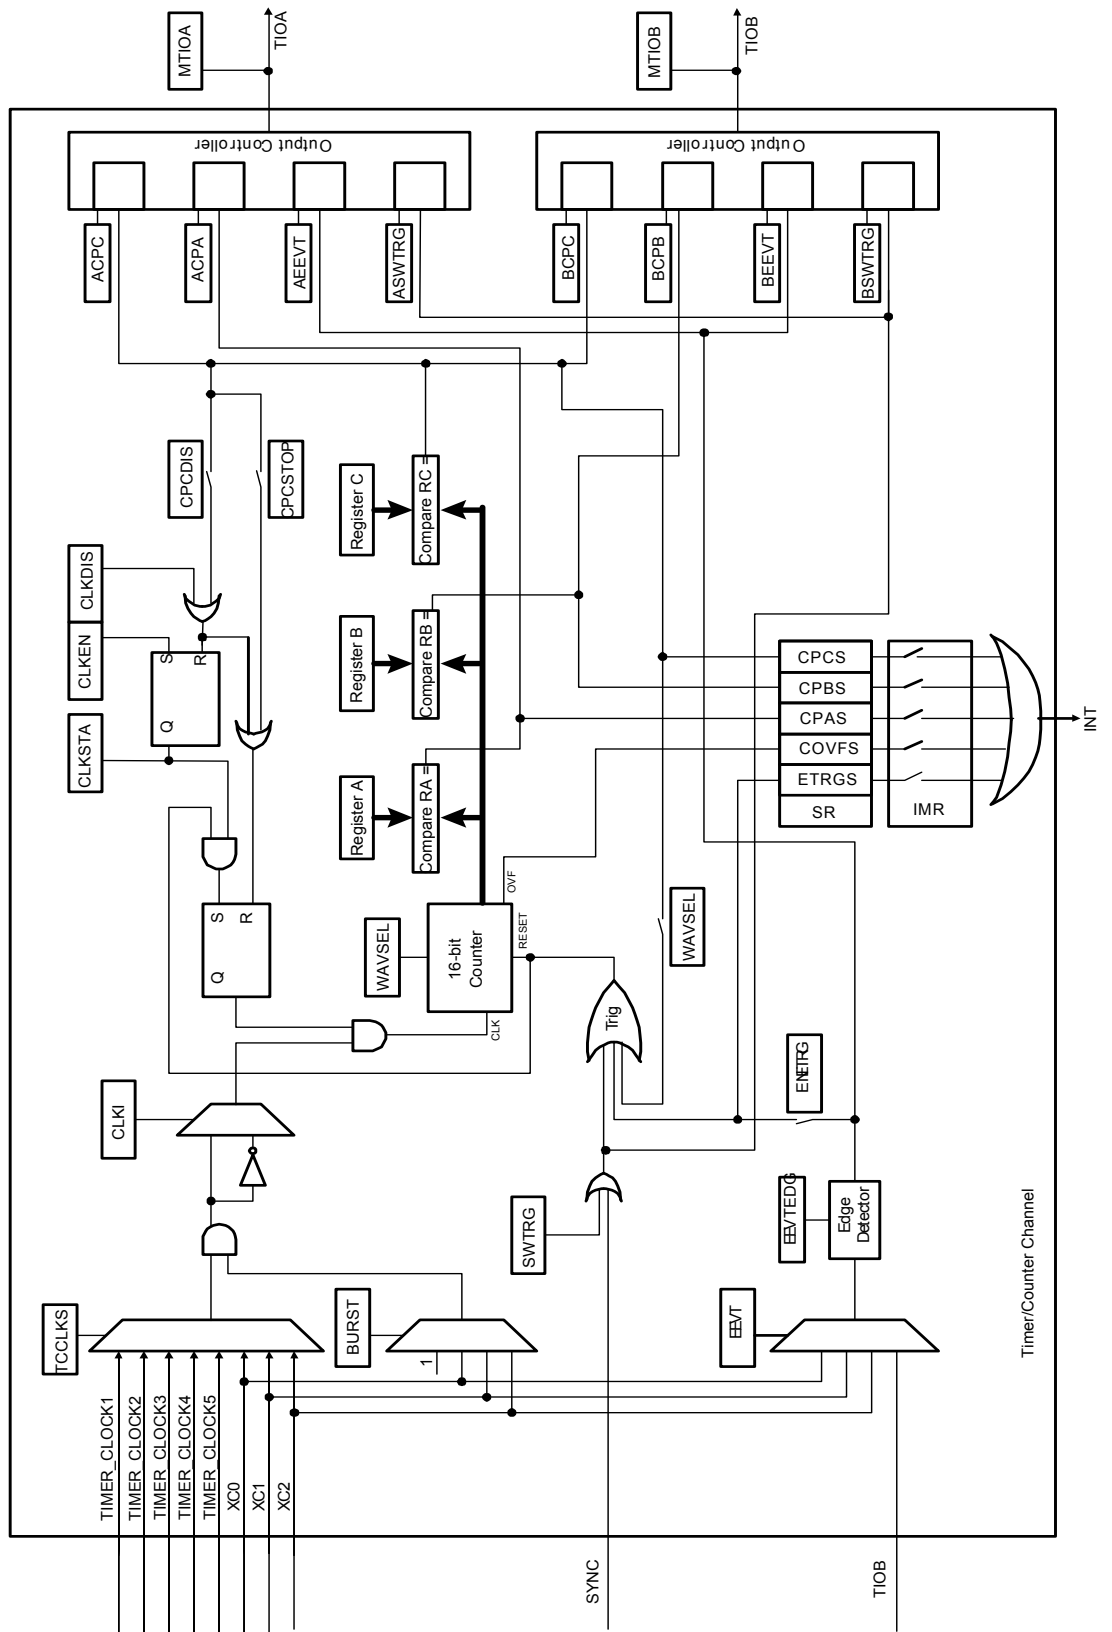 TIMER_CLOCK1
TIMER_CLOCK2
TIMER_CLOCK3
TIMER_CLOCK4
TIMER_CLOCK5
XC0
XC1
XC2
TCCLKS
CLKI
CLKSTA
CLKEN
CLKDIS
Q
S
R
Q
S
R
CPCDIS
CPCSTOP
ACPC
ACPA
AEEVT
ASWTRG
Output Controller
MTIOA
TIOA
BURST
1
WAVSEL
16-bit
Counter
CLK
RESET
OVF
Register A
Register B
Register C
Compare RA =
Compare RB =
Compare RC =
BCPC
BCPB
BEEVT
BSWTRG
Output Controller
MTIOB
TIOB
SYNC
SWTRG
Trig
WAVSEL
TIOB
EEVT
EEVTEDG
Edge
Detector
ENETRG
CPCS
CPBS
CPAS
COVFS
ETRGS
SR
IMR
INT
Timer/Counter Channel